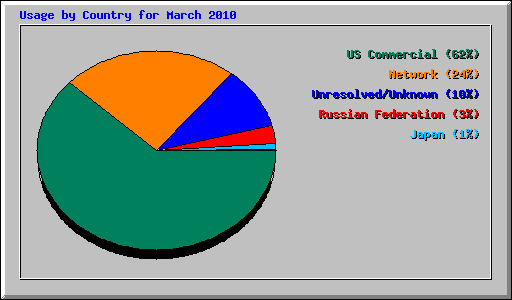 Usage by Country for March 2010
US Commercial (62%)
Network (24%)
Unresolved/Unknown (10%)
Russian Federation (3%)
Japan (1%)